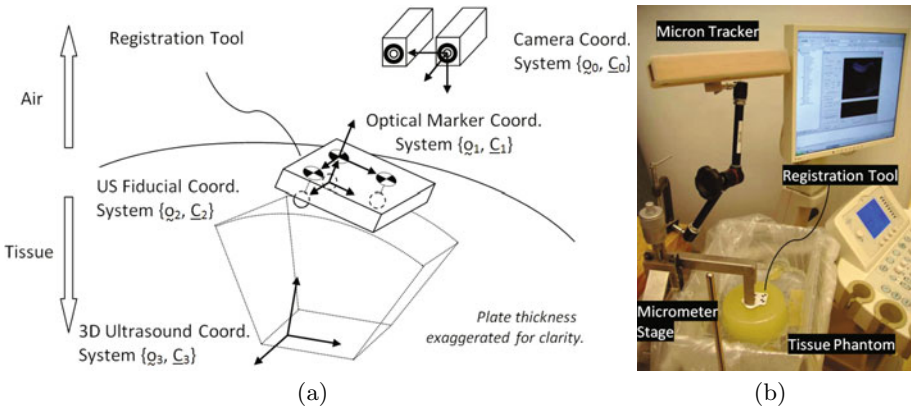 Registration Tool
Camera Coord.
System {o0, C0}
Air
Optical Marker Coord.
System {o1, C1}
US Fiducial Coord.
System {o2, C2}
Tissue
3D Ultrasound Coord.
System {o3, C3}
Plate thickness
exaggerated for clarity.
(a)
Micron Tracker
Registration Tool
Micrometer
Stage
Tissue Phantom
(b)